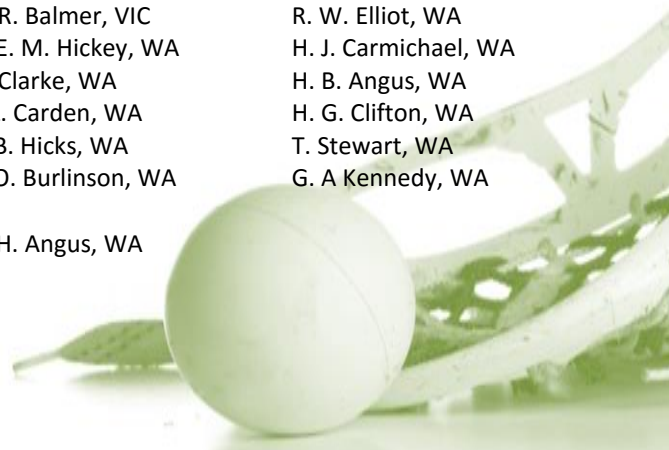 R. Balmer, VIC
E. M. Hickey, WA
Clarke, WA
. Carden, WA
B. Hicks, WA
O. Burlinson, WA
H. Angus, WA
R. W. Elliot, WA
H. J. Carmichael, WA
H. B. Angus, WA
H. G. Clifton, WA
T. Stewart, WA
G. A Kennedy, WA